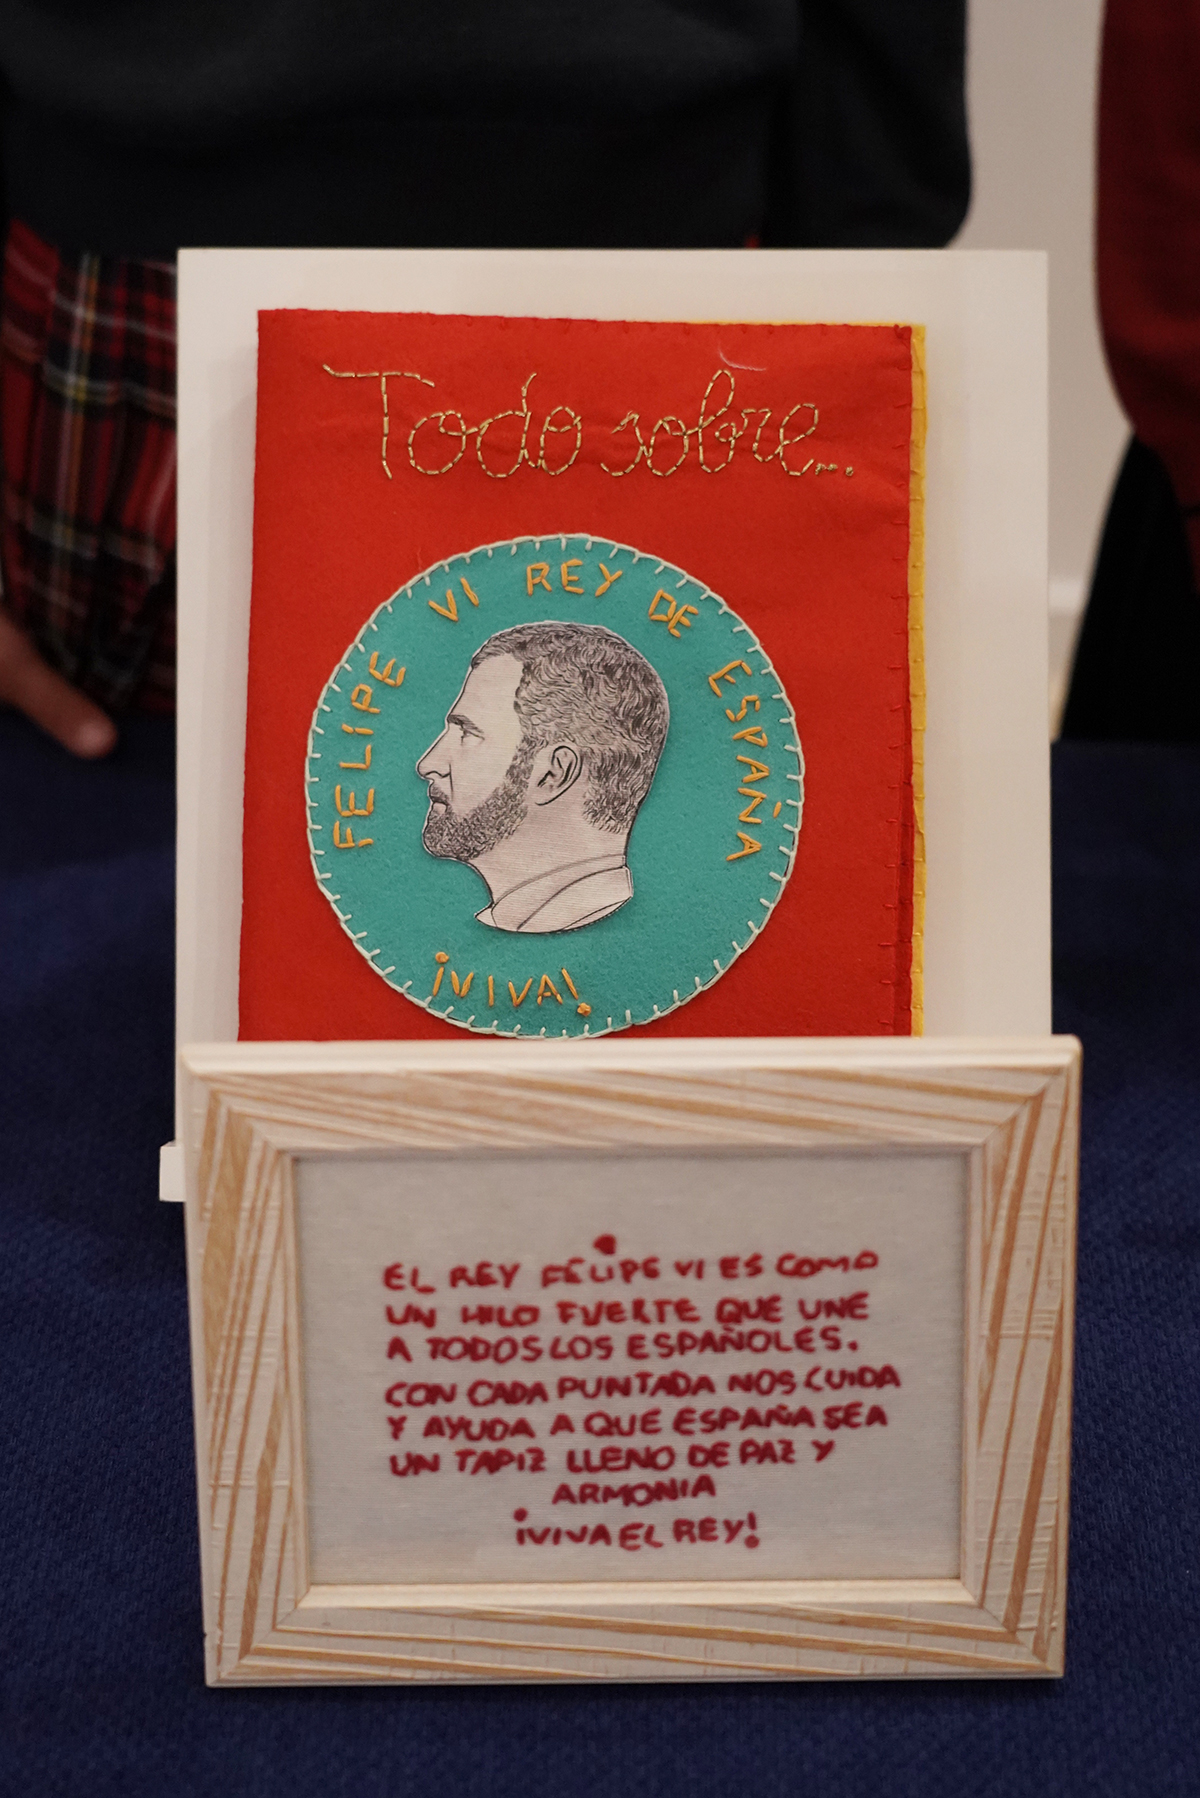 Todo sobre...
FELIPE VI REY DE ESPAÑA
¡VIVA!
EL REY FELIPE VI ES COMO
UN HILO FUERTE QUE UNE
A TODOS LOS ESPAÑOLES.
CON CADA PUNTADA NOS CUIDA
Y AYUDA A QUE ESPAÑA SEA
UN TAPIZ LLENO DE PAZ Y
ARMONIA
¡VIVA EL REY!